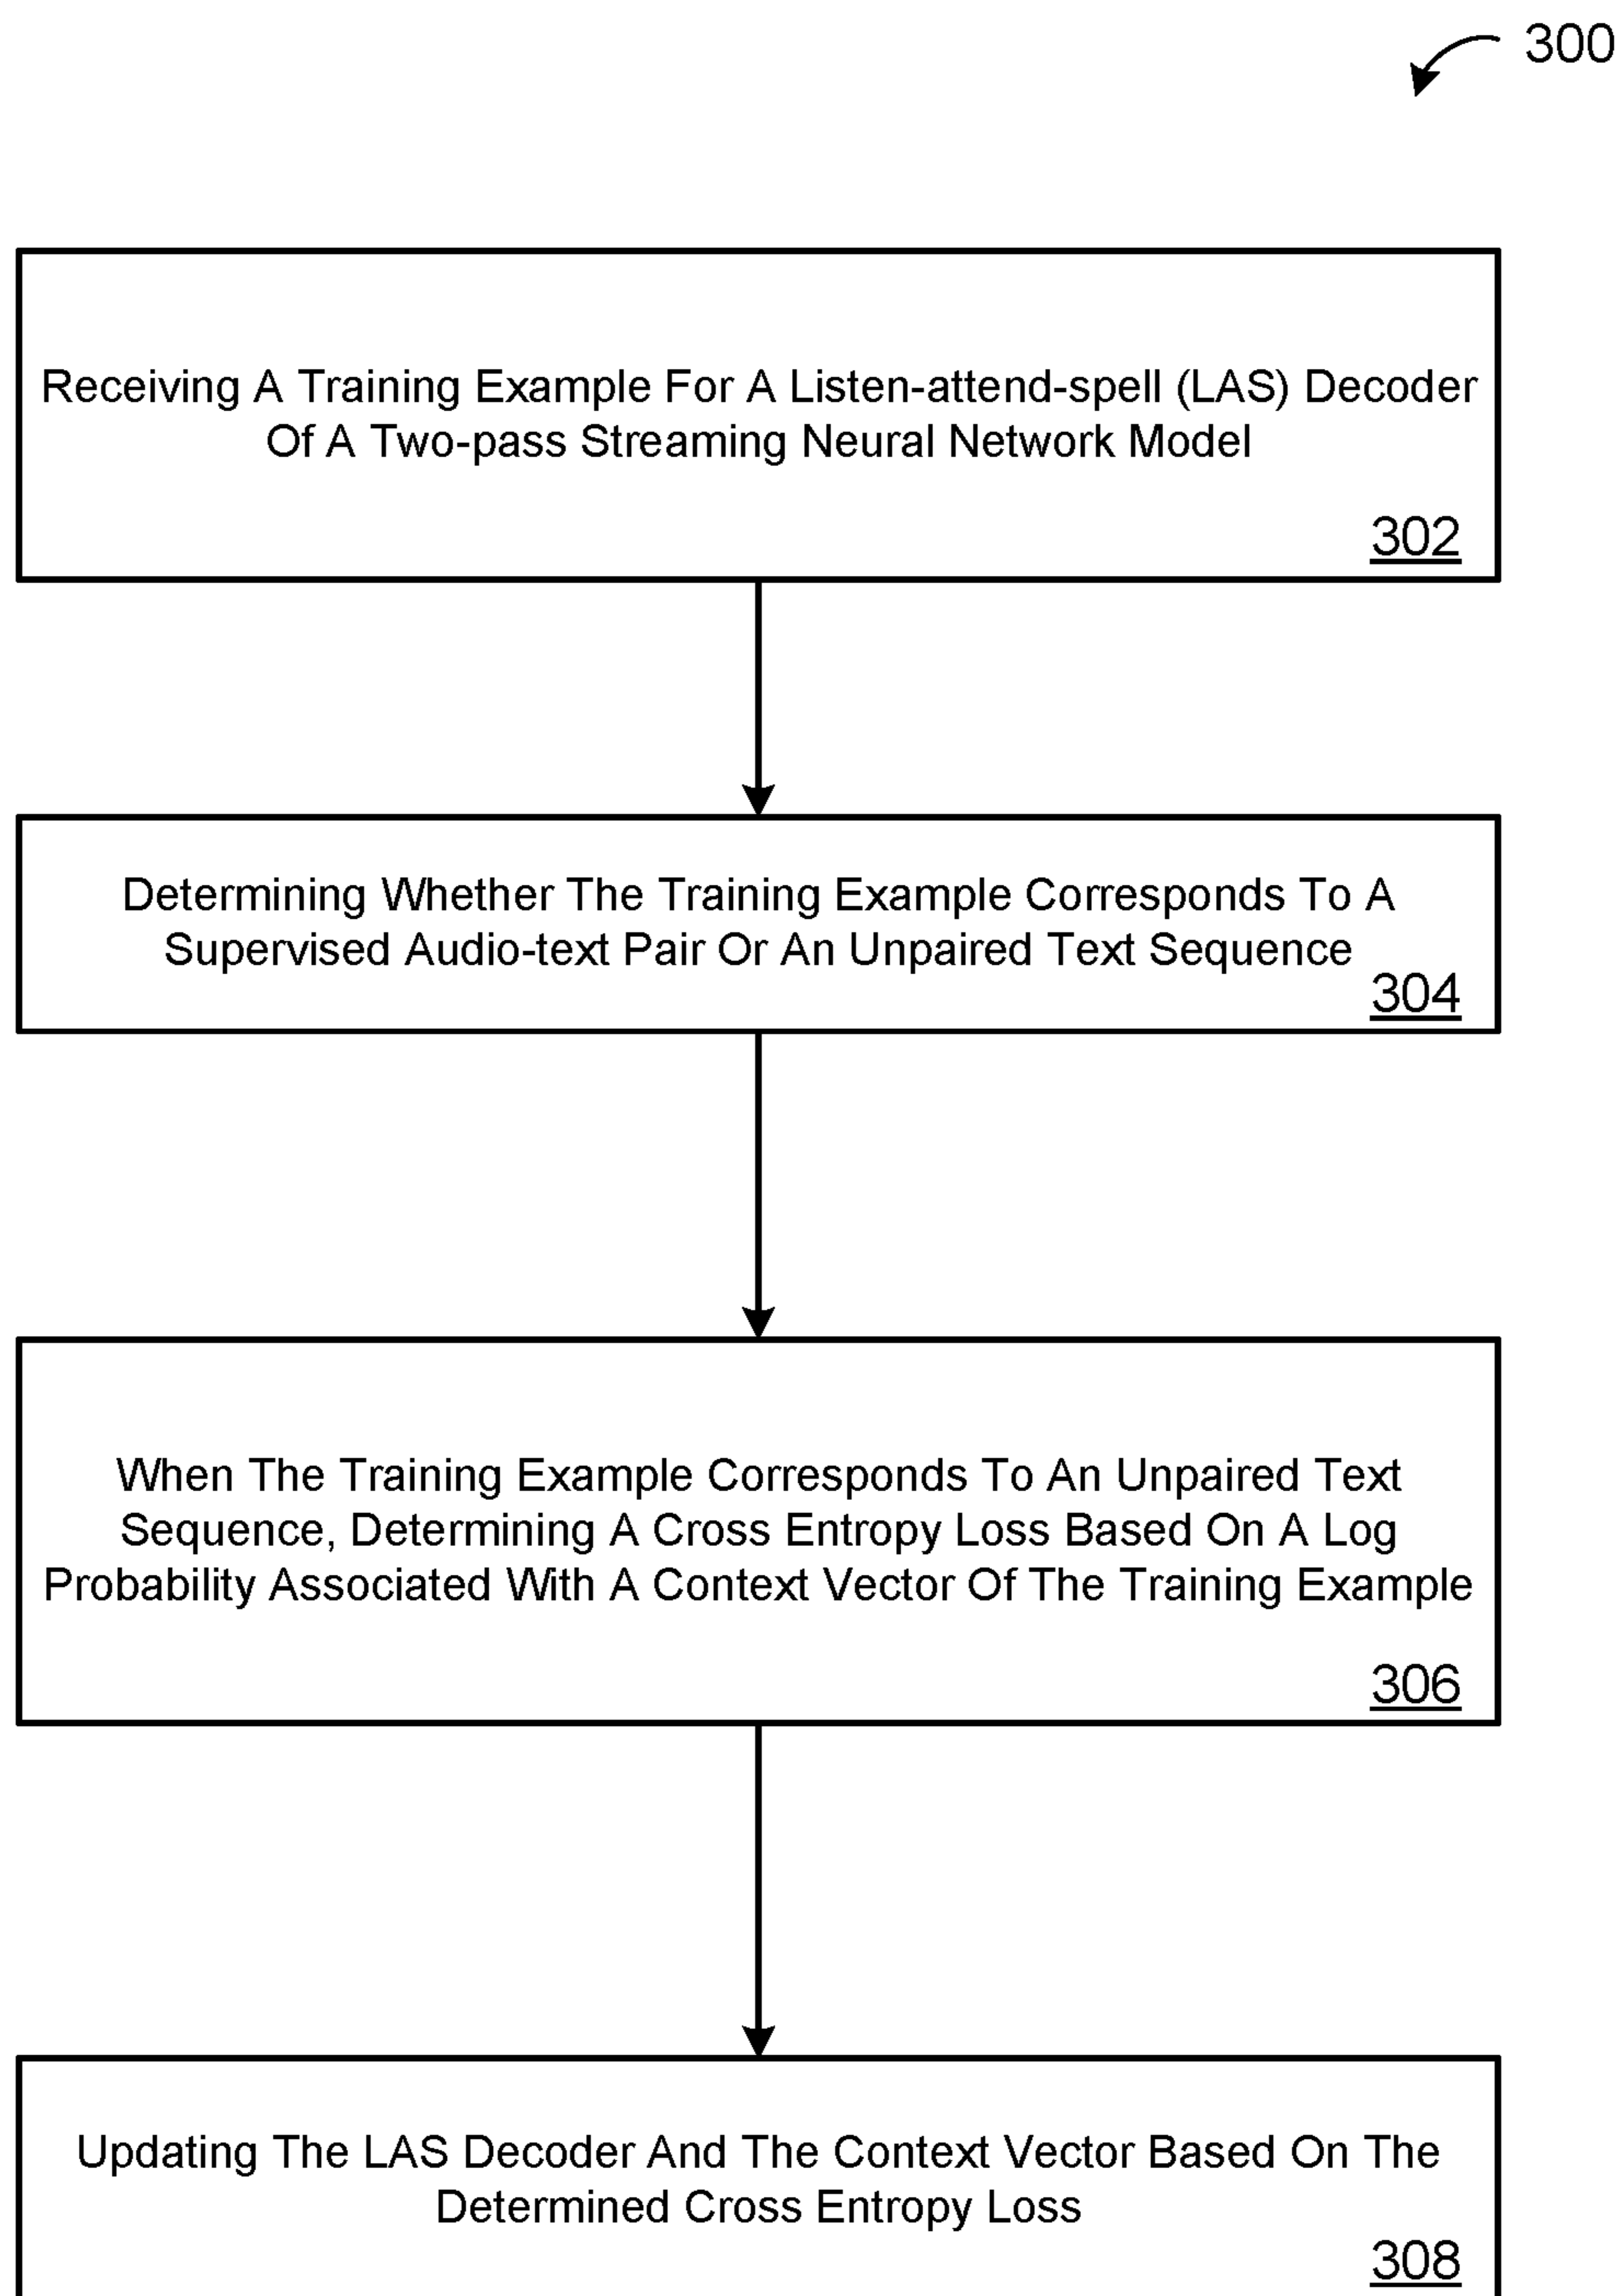 300
Receiving A Training Example For A Listen-attend-spell (LAS) Decoder
Of A Two-pass Streaming Neural Network Model
302
Determining Whether The Training Example Corresponds To A
Supervised Audio-text Pair Or An Unpaired Text Sequence
304
When The Training Example Corresponds To An Unpaired Text
Sequence, Determining A Cross Entropy Loss Based On A Log
Probability Associated With A Context Vector Of The Training Example
306
Updating The LAS Decoder And The Context Vector Based On The
Determined Cross Entropy Loss
308